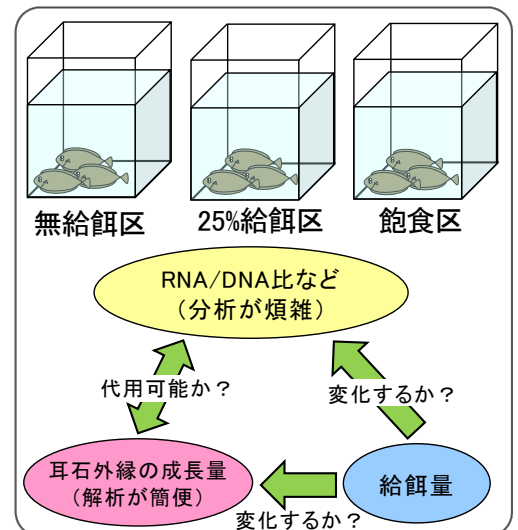 無給餌区
25%給餌区
飽食区
RNA/DNA比など
（分析が煩雑）
代用可能か？
変化するか？
耳石外縁の成長量
（解析が簡便）
給餌量
変化するか？